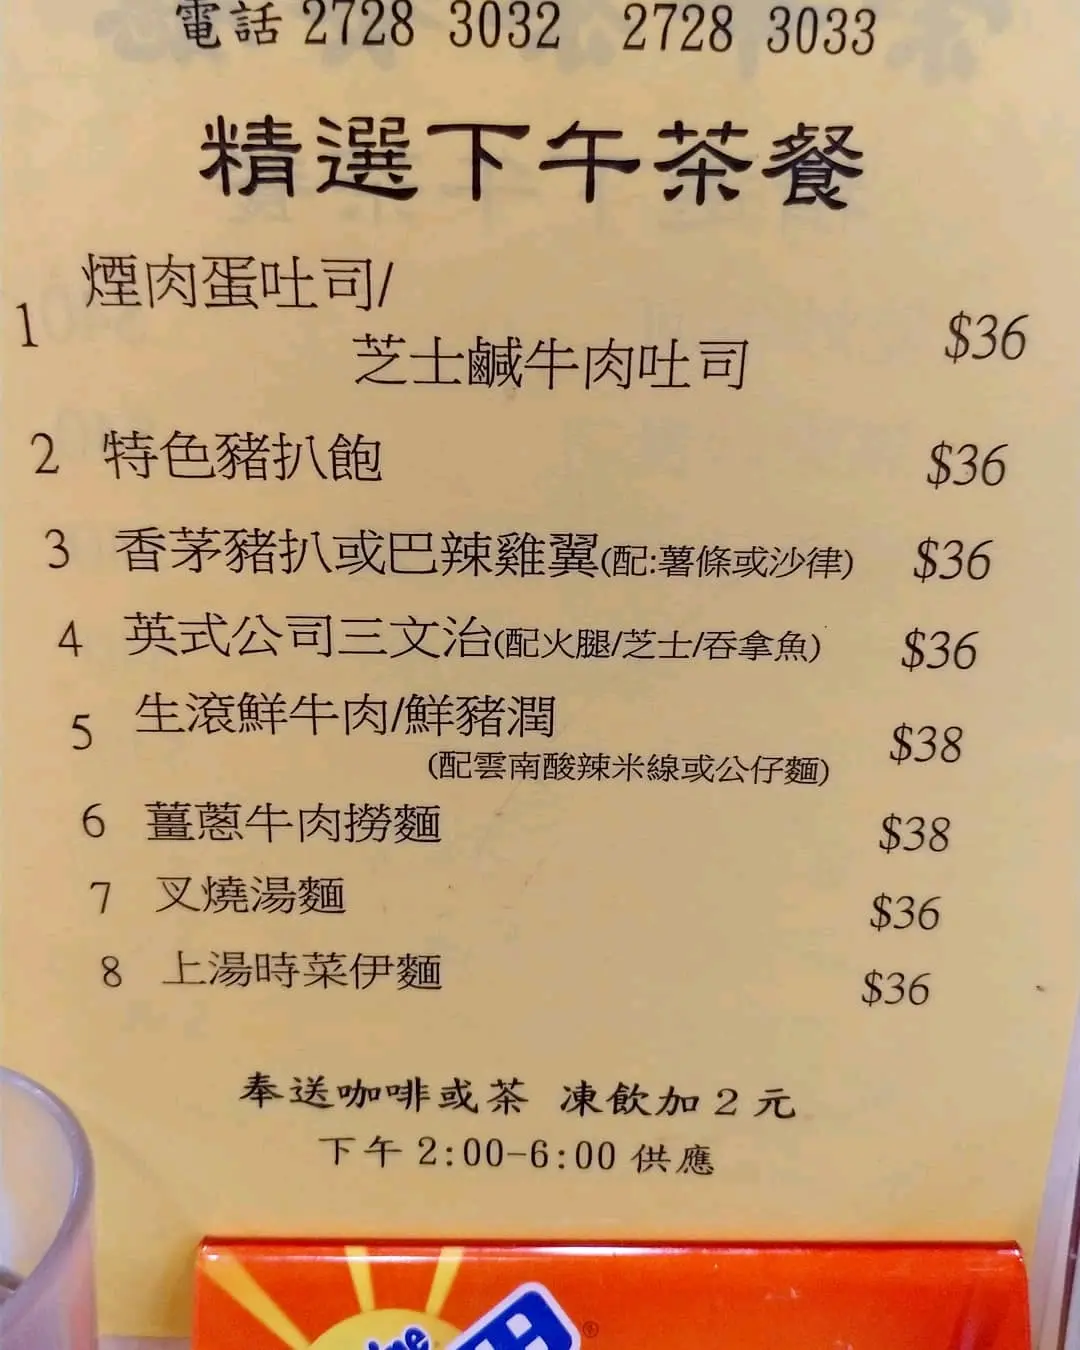 電話 2728 3032 2728 3033
精選下午茶餐
1 煙肉蛋吐司/
芝士鹹牛肉吐司 $36
2 特色豬扒飽 $36
3 香茅豬扒或巴辣雞翼(配:薯條或沙律) $36
4 英式公司三文治(配火腿/芝士/吞拿魚) $36
5 生滾鮮牛肉/鮮豬潤 $38
(配雲南酸辣米線或公仔麵)
6 薑蔥牛肉撈麵 $38
7 叉燒湯麵 $36
8 上湯時菜伊麵 $36
奉送咖啡或茶 凍飲加 2 元
下午 2:00-6:00 供應